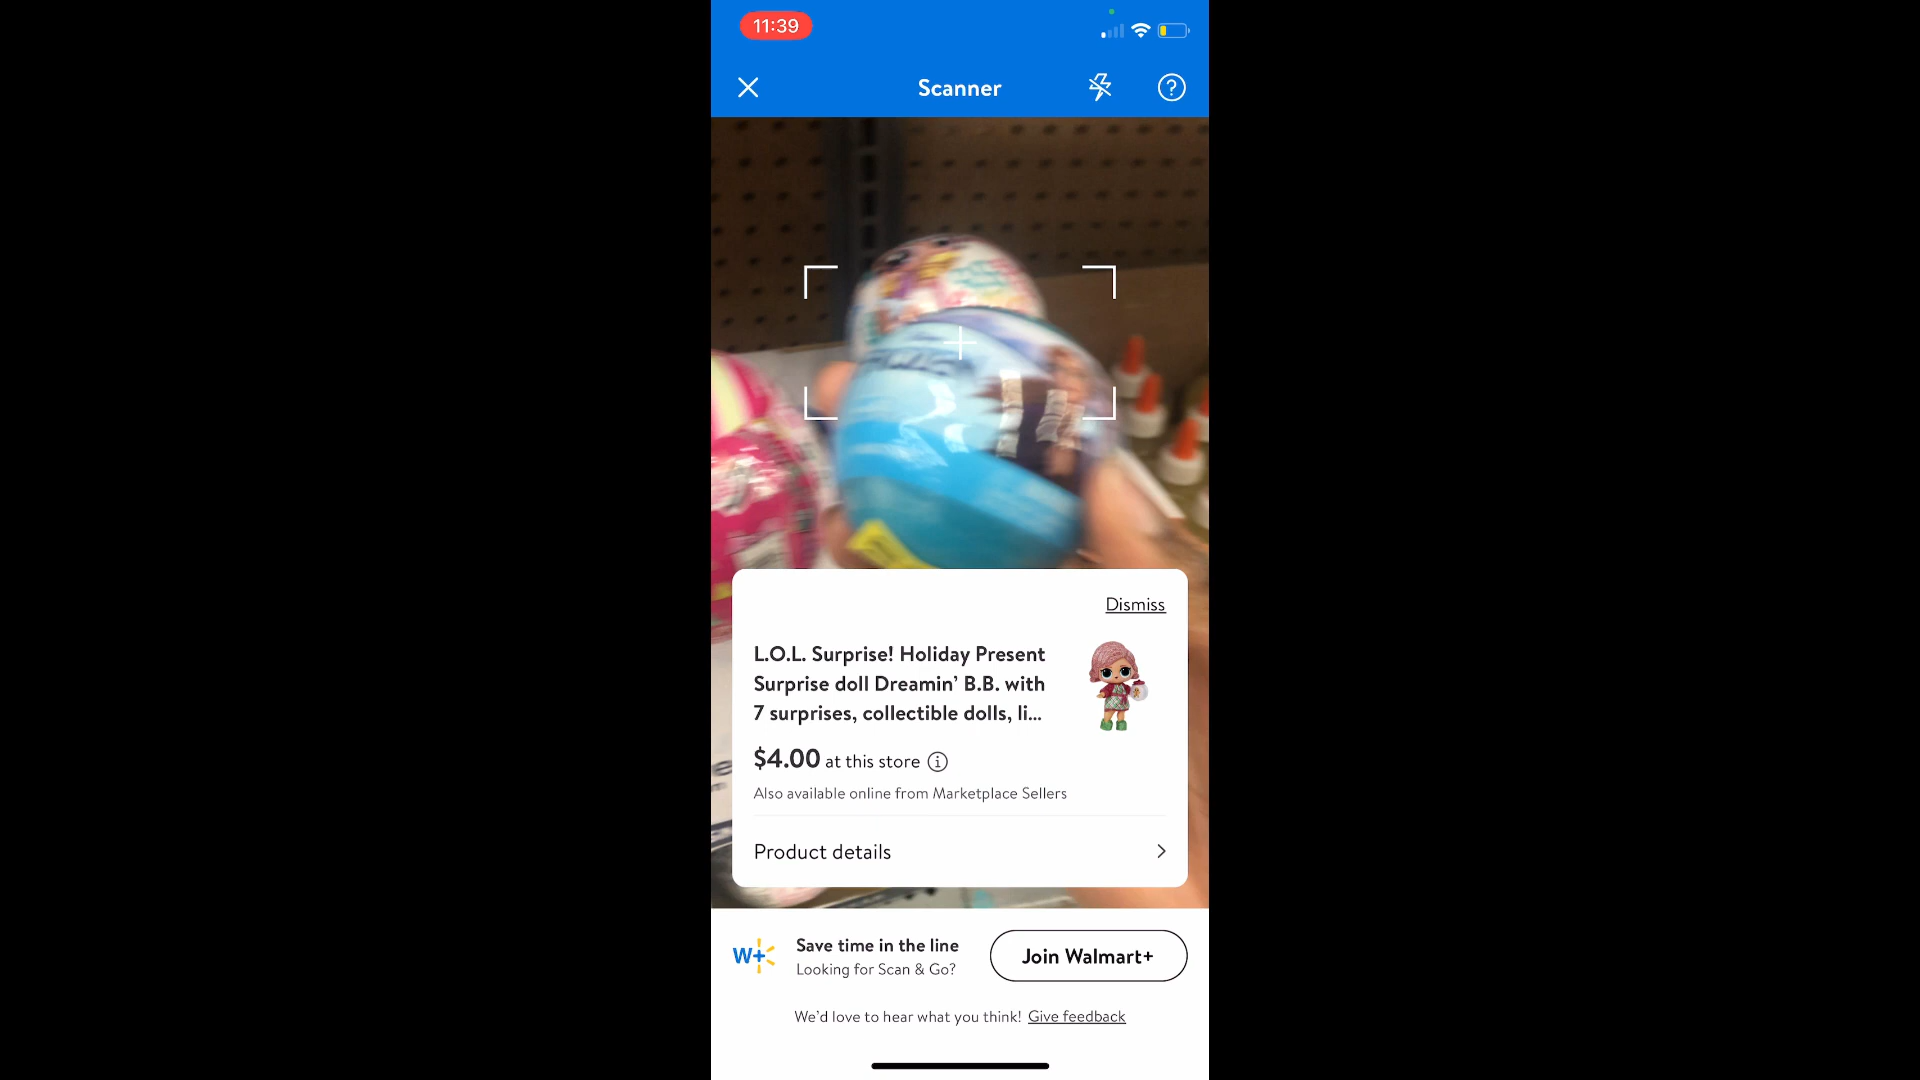 11:39
Scanner
Dismiss
L.O.L. Surprise! Holiday Present
Surprise doll Dreamin’ B.B. with
7 surprises, collectible dolls, li...
$4.00 at this store
Also available online from Marketplace Sellers
Product details
W+
Save time in the line
Looking for Scan & Go?
Join Walmart+
We’d love to hear what you think! Give feedback